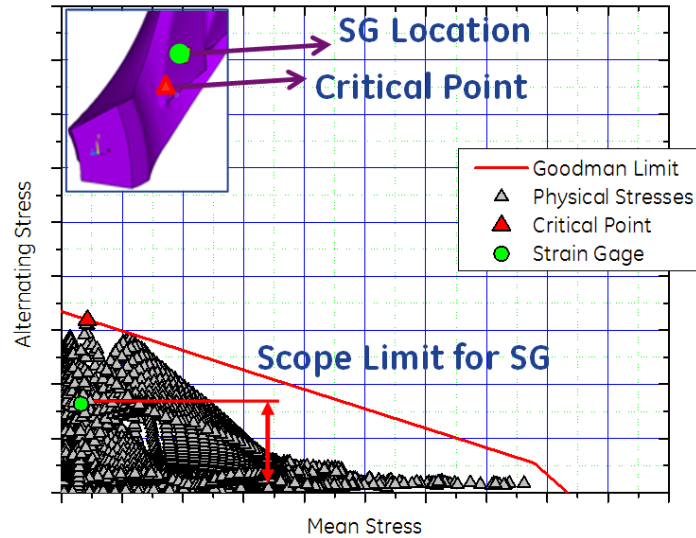 SG Location
Critical Point
Goodman Limit
Physical Stresses
Critical Point
Strain Gage
Scope Limit for SG
Alternating Stress
Mean Stress